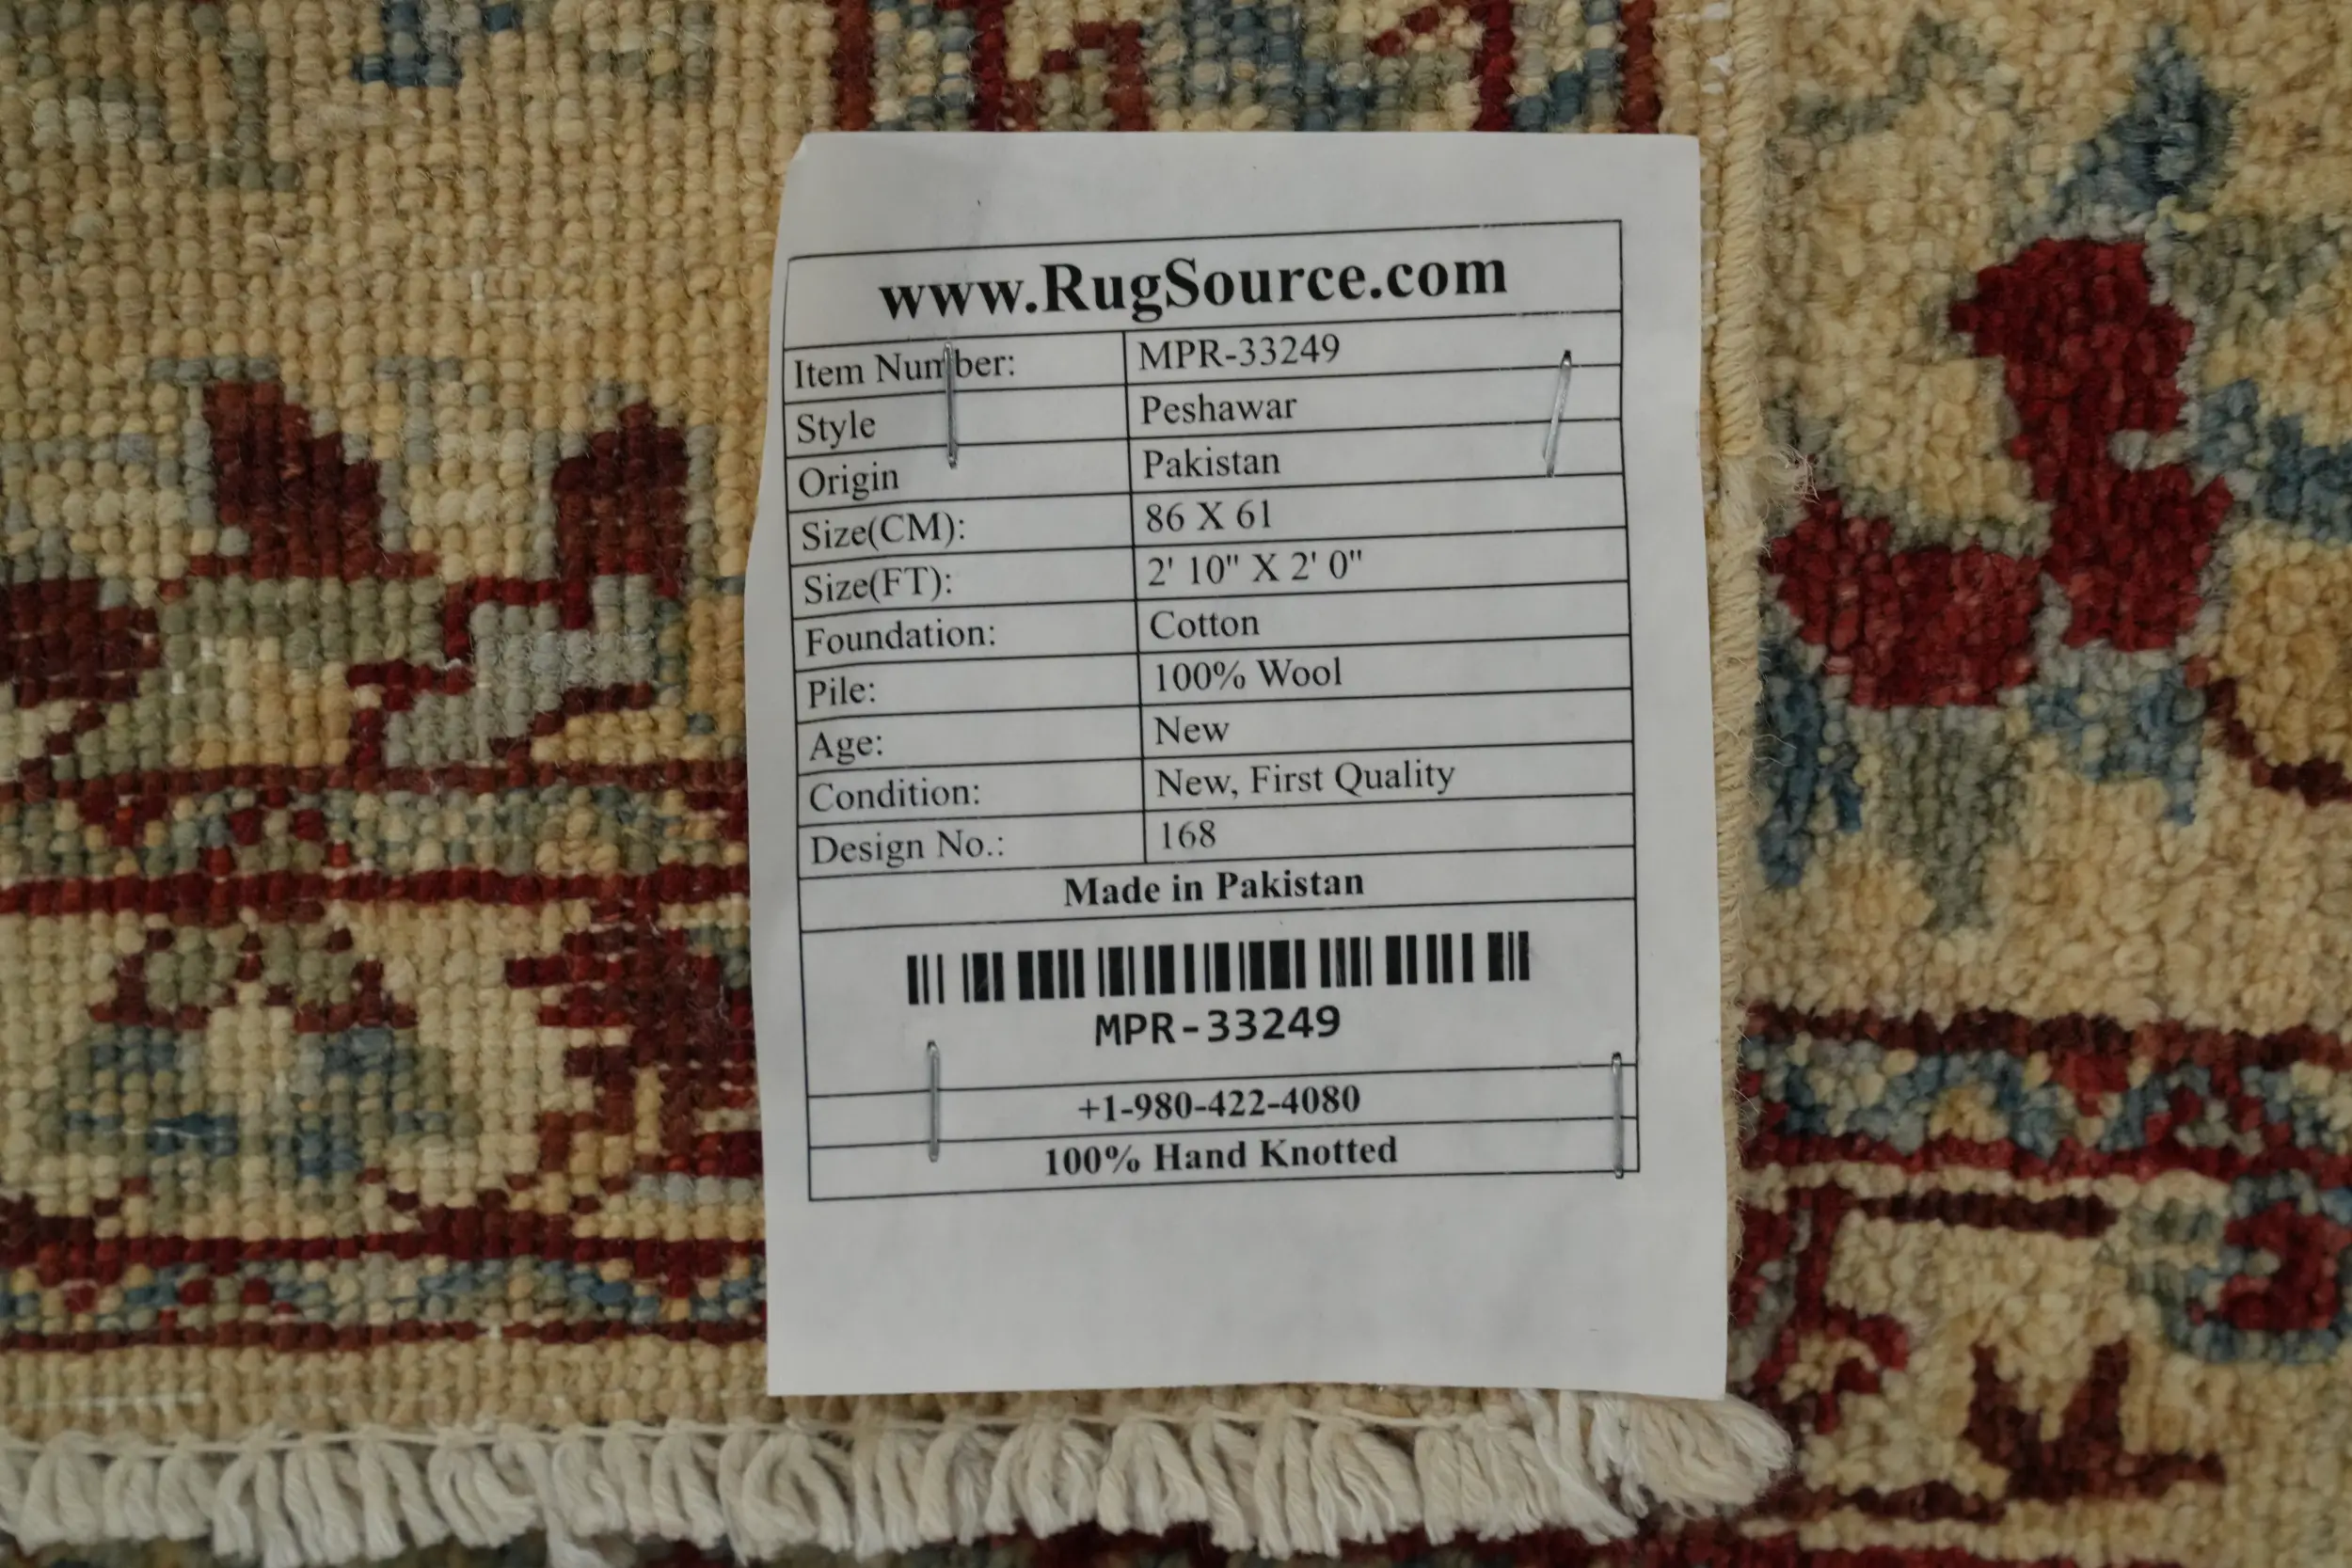 www.RugSource.com
Item Number: MPR-33249
Style Peshawar
Origin Pakistan
Size(CM): 86 X 61
Size(FT): 2' 10" X 2' 0"
Foundation: Cotton
Pile: 100% Wool
Age: New
Condition: New, First Quality
Design No.: 168
Made in Pakistan
MPR-33249
+1-980-422-4080
100% Hand Knotted